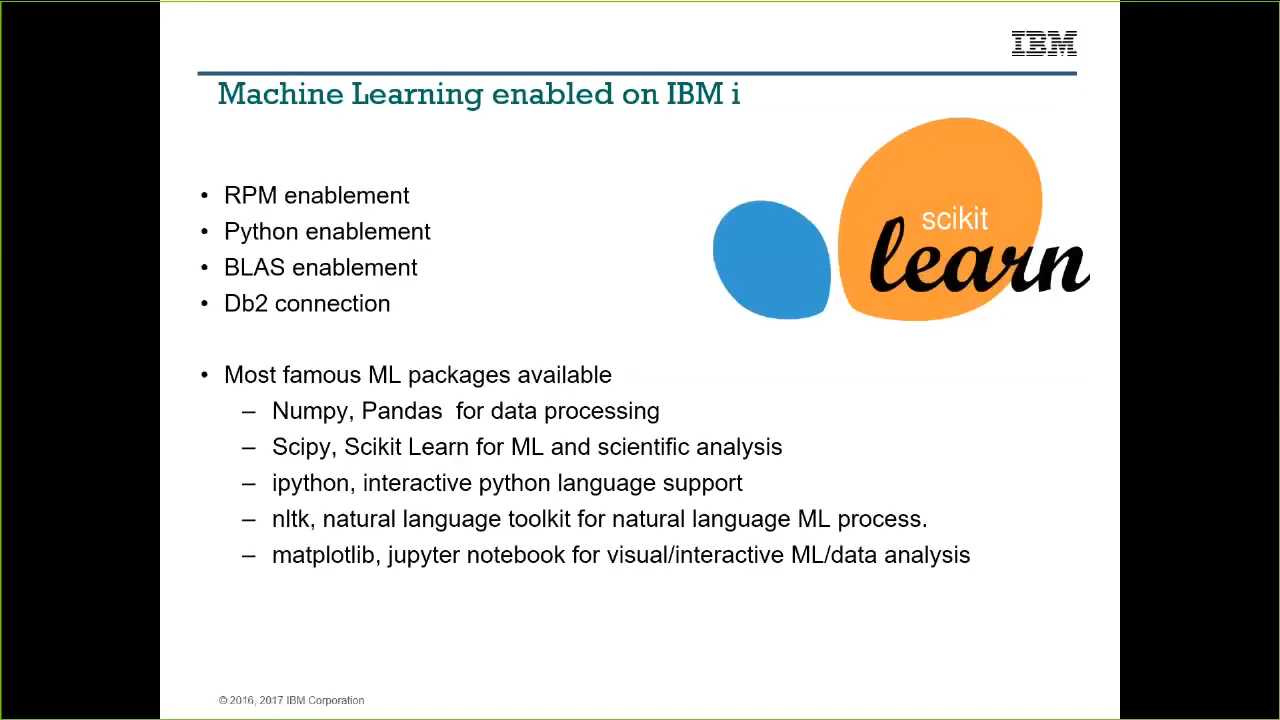 IBM
Machine Learning enabled on IBM i
• RPM enablement
• Python enablement
• BLAS enablement
• Db2 connection
scikit
learn
• Most famous ML packages available
– Numpy, Pandas  for data processing
– Scipy, Scikit Learn for ML and scientific analysis
– ipython, interactive python language support
– nltk, natural language toolkit for natural language ML process.
– matplotlib, jupyter notebook for visual/interactive ML/data analysis
© 2016, 2017 IBM Corporation